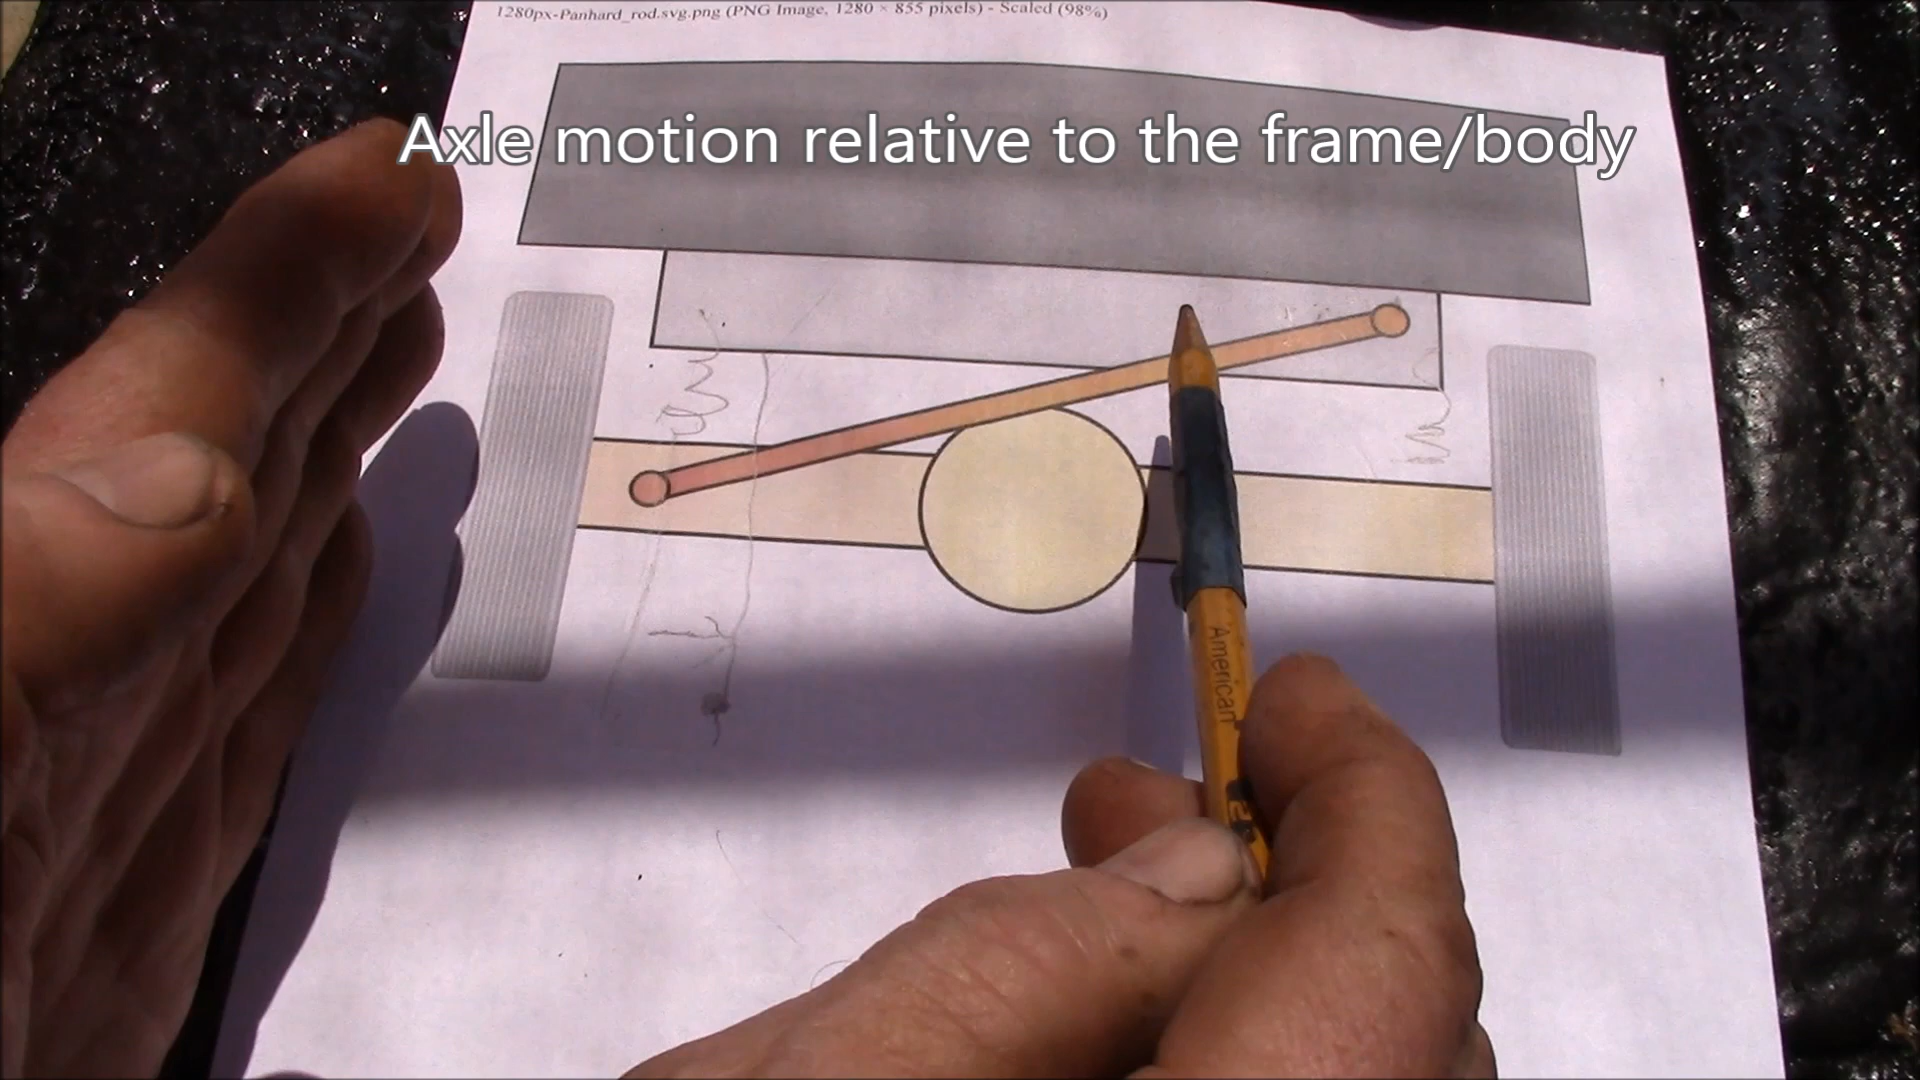 1280px-Panhard_rod.svg.png (PNG Image, 1280 × 855 pixels) - Scaled (98%)
Axle motion relative to the frame/body
American
2